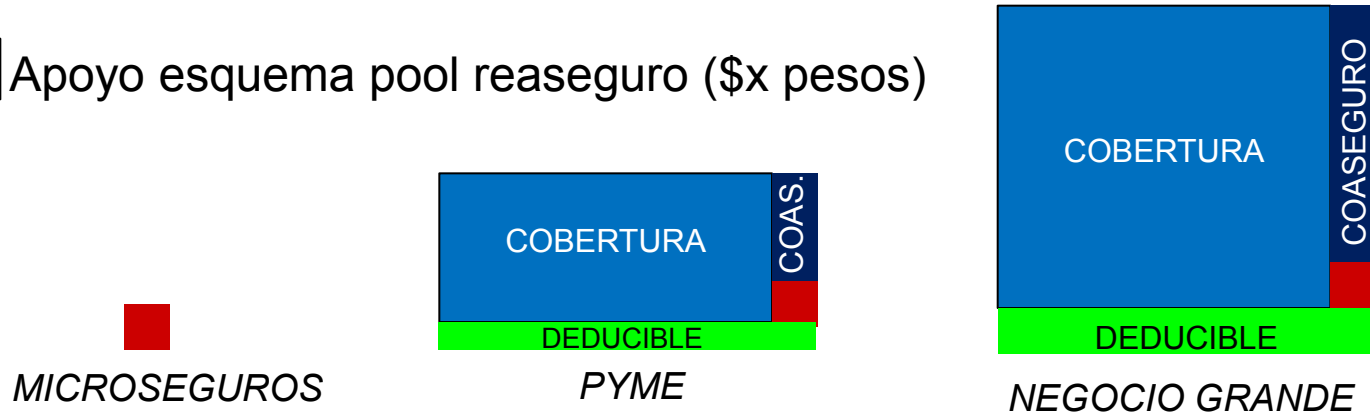 Apoyo esquema pool reaseguro ($x pesos)
COBERTURA
COAS.
DEDUCIBLE
COBERTURA
COASEGURO
DEDUCIBLE
MICROSEGUROS
PYME
NEGOCIO GRANDE